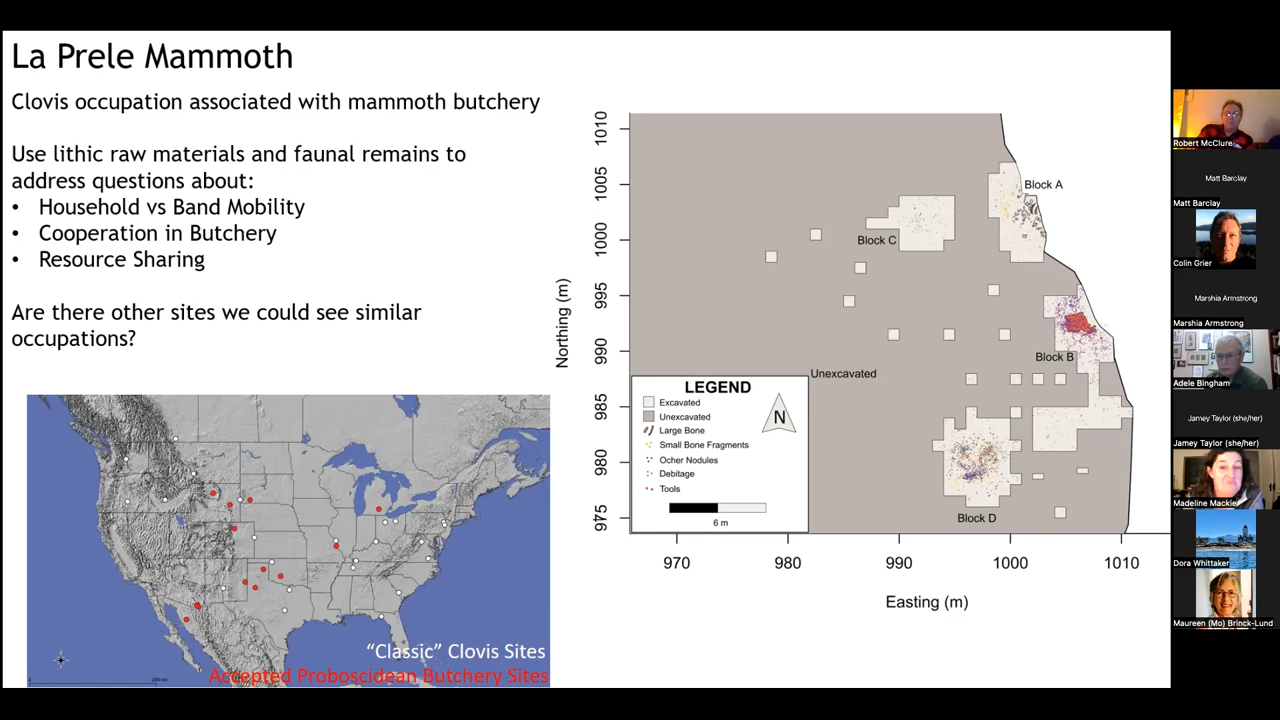 La Prele Mammoth
Clovis occupation associated with mammoth butchery
Use lithic raw materials and faunal remains to
address questions about:
• Household vs Band Mobility
• Cooperation in Butchery
• Resource Sharing
Are there other sites we could see similar
occupations?
"Classic" Clovis Sites
Accepted Proboscidean Butchery Sites
Northing (m)
1010
1005
1000
995
990
985
980
975
Block A
Block C
Block B
Unexcavated
Block D
LEGEND
Excavated
Unexcavated
Large Bone
Small Bone Fragments
Ocher Nodules
Debitage
Tools
N
6 m
970
980
990
1000
1010
Easting (m)
Robert McClure
Matt Barclay
Matt Barclay
Colin Grier
Marshia Armstrong
Marshia Armstrong
Adele Bingham
Jamey Taylor (she/her)
Jamey Taylor (she/her)
Madeline Mackie
Dora Whittaker
Maureen (Mo) Brinck-Lund